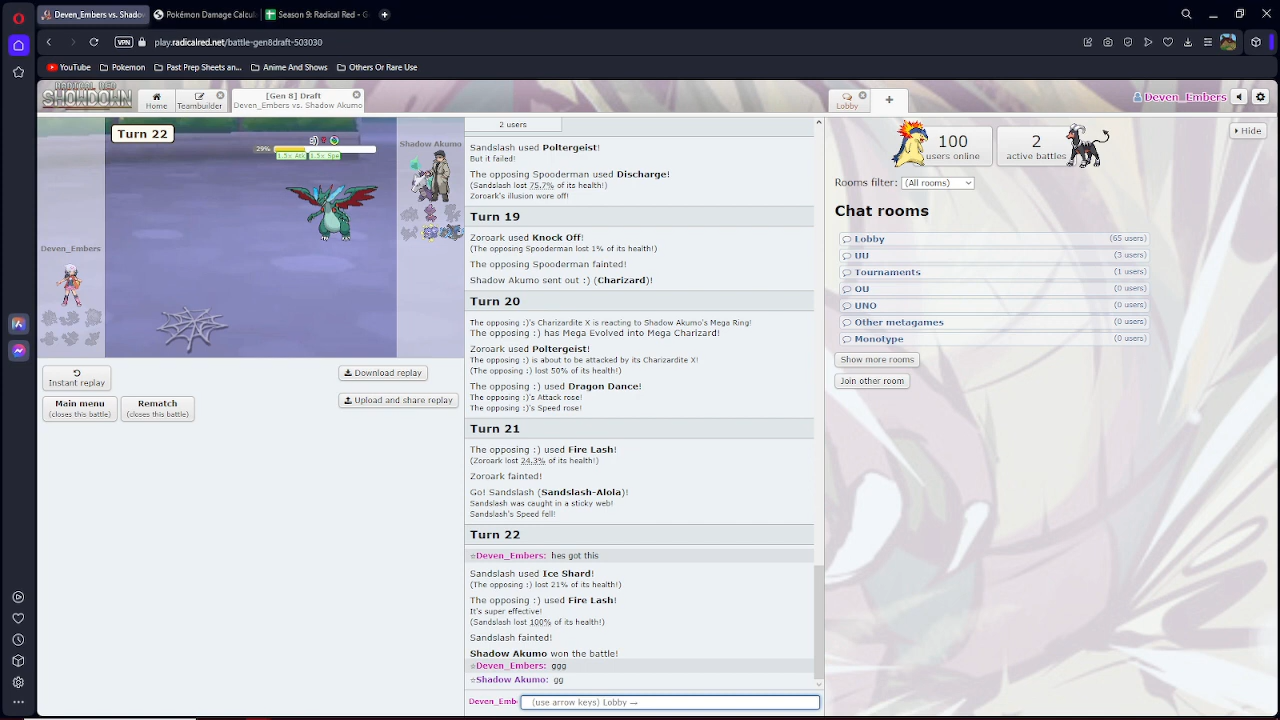 Deven_Embers vs. Shadow
Pokémon Damage Calcul
Season 9: Radical Red - G
VPN
play.radicalred.net/battle-gen8draft-503030
YouTube
Pokemon
Past Prep Sheets an...
Anime And Shows
Others Or Rare Use
RADICAL RED
SHOWDOWN
Home
Teambuilder
[Gen 8] Draft
Deven_Embers vs. Shadow Akumo
Lobby
Deven_Embers
Turn 22
:)
29%
1.5× Atk 1.5× Spe
Shadow Akumo
Deven_Embers
Instant replay
Download replay
Main menu
(closes this battle)
Rematch
(closes this battle)
Upload and share replay
2 users
Sandslash used Poltergeist!
But it failed!
The opposing Spooderman used Discharge!
(Sandslash lost 75.7% of its health!)
Zoroark's illusion wore off!
Turn 19
Zoroark used Knock Off!
(The opposing Spooderman lost 1% of its health!)
The opposing Spooderman fainted!
Shadow Akumo sent out :) (Charizard)!
Turn 20
The opposing :)'s Charizardite X is reacting to Shadow Akumo's Mega Ring!
The opposing :) has Mega Evolved into Mega Charizard!
Zoroark used Poltergeist!
The opposing :) is about to be attacked by its Charizardite X!
(The opposing :) lost 50% of its health!)
The opposing :) used Dragon Dance!
The opposing :)'s Attack rose!
The opposing :)'s Speed rose!
Turn 21
The opposing :) used Fire Lash!
(Zoroark lost 24.3% of its health!)
Zoroark fainted!
Go! Sandslash (Sandslash-Alola)!
Sandslash was caught in a sticky web!
Sandslash's Speed fell!
Turn 22
☆Deven_Embers: hes got this
Sandslash used Ice Shard!
(The opposing :) lost 21% of its health!)
The opposing :) used Fire Lash!
It's super effective!
(Sandslash lost 100% of its health!)
Sandslash fainted!
Shadow Akumo won the battle!
☆Deven_Embers: ggg
☆Shadow Akumo: gg
Deven_Emb
(use arrow keys) Lobby →
100
users online
2
active battles
Hide
Rooms filter: (All rooms)
Chat rooms
Lobby (65 users)
UU (3 users)
Tournaments (1 users)
OU (0 users)
UNO (0 users)
Other metagames (0 users)
Monotype (0 users)
Show more rooms
Join other room